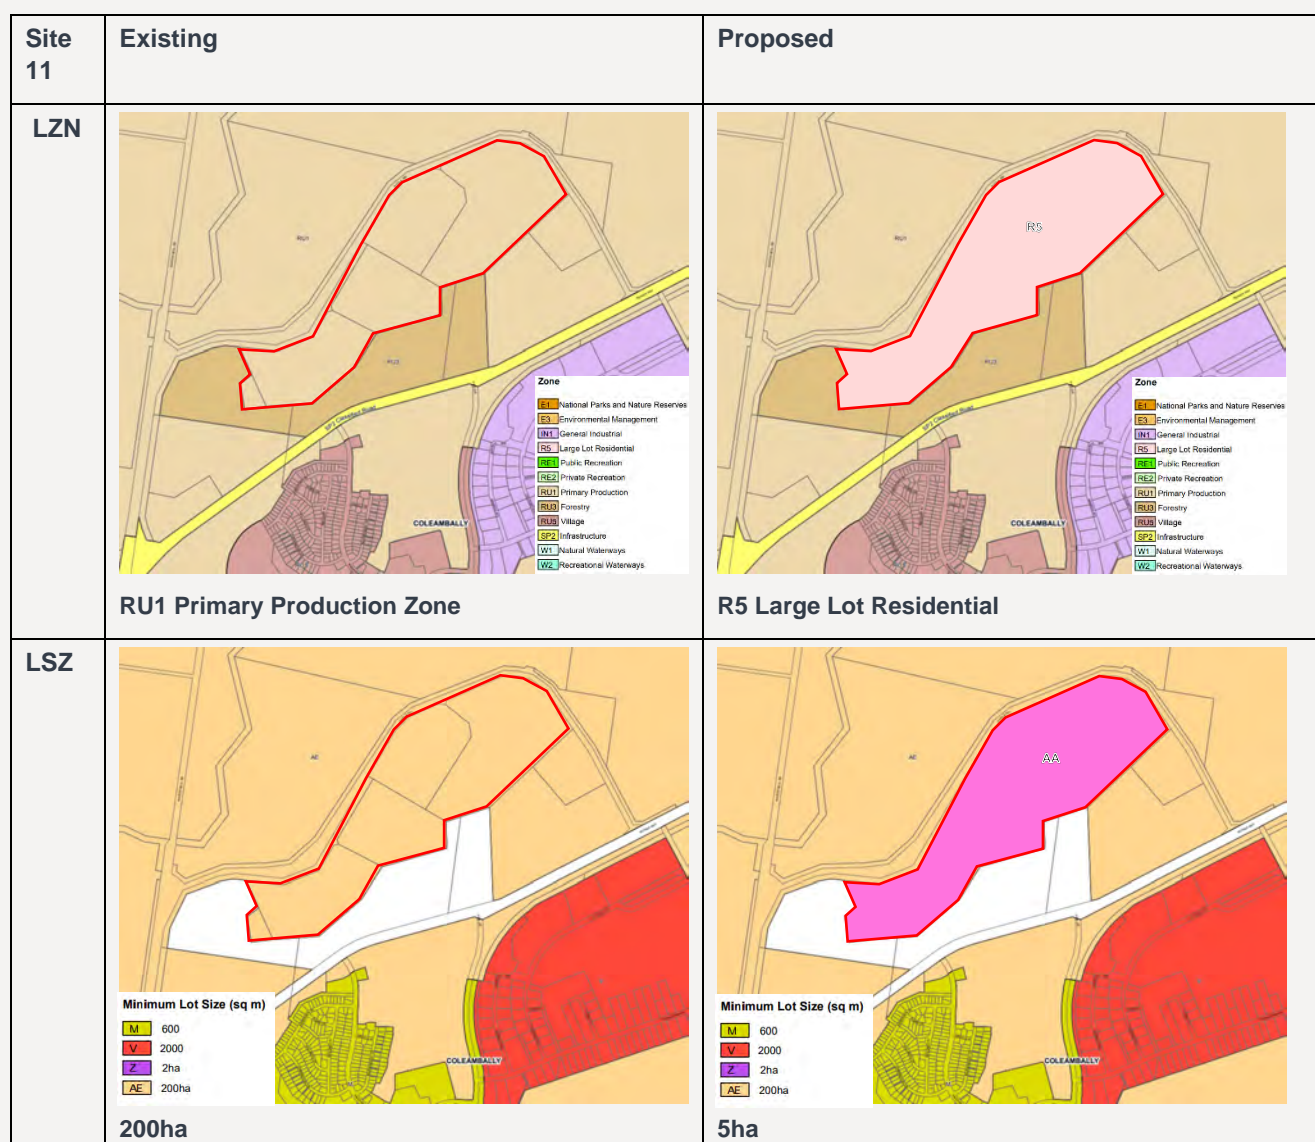 Site 11
Existing
Proposed
LZN
RU1
RU3
SP2 Kidman Way
COLEAMBALLY
Zone
E1 National Parks and Nature Reserves
E3 Environmental Management
IN1 General Industrial
R5 Large Lot Residential
RE1 Public Recreation
RE2 Private Recreation
RU1 Primary Production
RU3 Forestry
RU5 Village
SP2 Infrastructure
W1 Natural Waterways
W2 Recreational Waterways
RU1 Primary Production Zone
R5
RU1
RU3
COLEAMBALLY
Zone
E1 National Parks and Nature Reserves
E3 Environmental Management
IN1 General Industrial
R5 Large Lot Residential
RE1 Public Recreation
RE2 Private Recreation
RU1 Primary Production
RU3 Forestry
RU5 Village
SP2 Infrastructure
W1 Natural Waterways
W2 Recreational Waterways
R5 Large Lot Residential
LSZ
AE
COLEAMBALLY
Minimum Lot Size (sq m)
M 600
V 2000
Z 2ha
AE 200ha
200ha
AA
AE
COLEAMBALLY
Minimum Lot Size (sq m)
M 600
V 2000
Z 2ha
AE 200ha
5ha